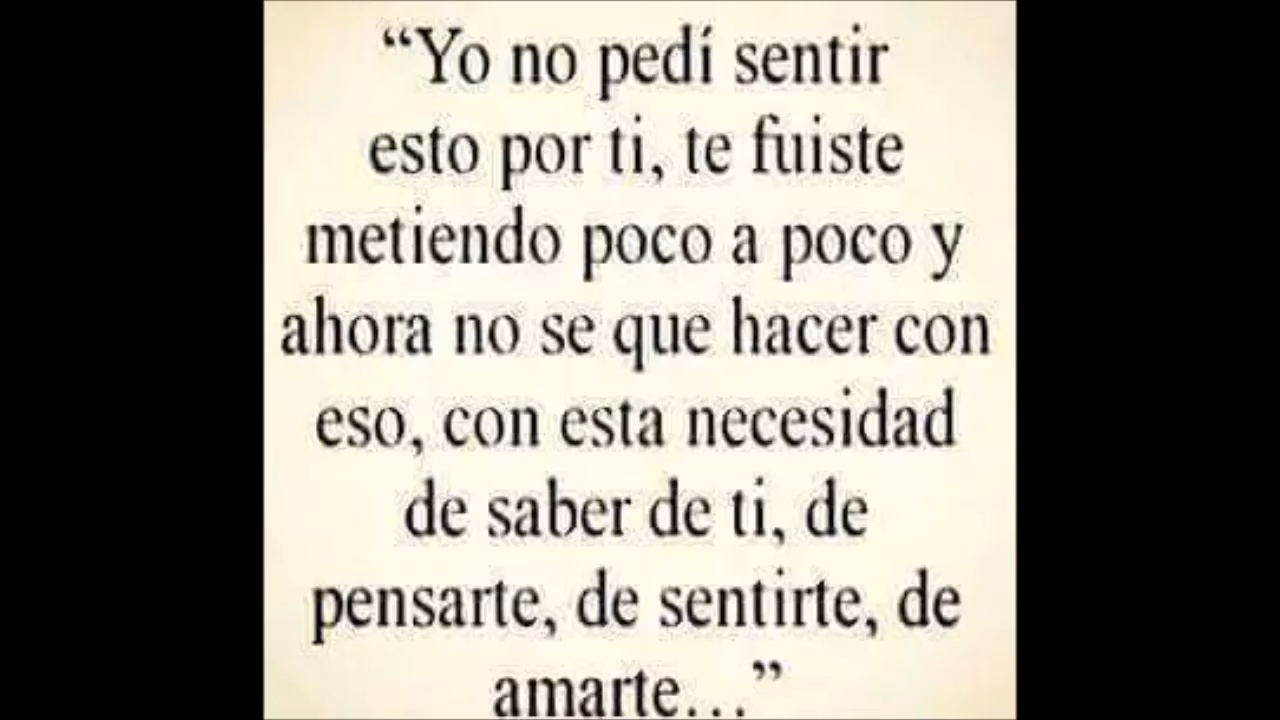 “Yo no pedí sentir
esto por ti, te fuiste
metiendo poco a poco y
ahora no se que hacer con
eso, con esta necesidad
de saber de ti, de
pensarte, de sentirte, de
amarte...”